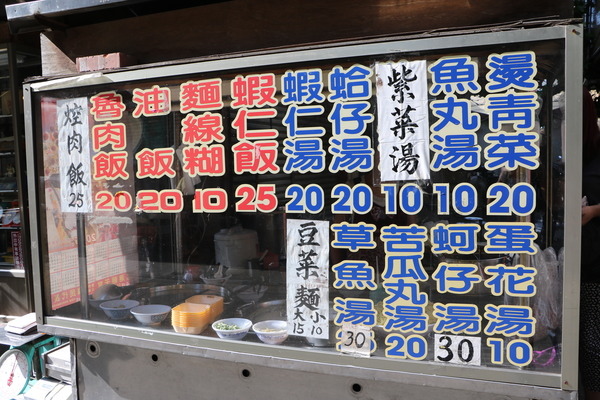 焢肉飯 25
魯肉飯 20
油飯 20
麵線糊 10
蝦仁飯 25
蝦仁湯 20
蛤仔湯 20
紫菜湯 10
魚丸湯 10
燙青菜 20
豆菜麵 大15 小10
草魚湯 30
苦瓜丸湯 20
蚵仔湯 30
蛋花湯 10